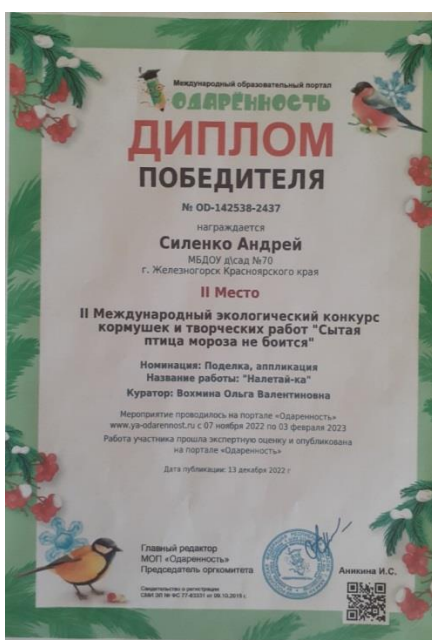 Международный образовательный портал
ОДАРЁННОСТЬ
ДИПЛОМ
ПОБЕДИТЕЛЯ
№ OD-142538-2437
награждается
Силенко Андрей
МБДОУ д\сад №70
г. Железногорск Красноярского края
II Место
II Международный экологический конкурс
кормушек и творческих работ "Сытая
птица мороза не боится"
Номинация: Поделка, аппликация
Название работы: "Налетай-ка"
Куратор: Вохмина Ольга Валентиновна
Мероприятие проводилось на портале «Одаренность»
www.ya-odarennost.ru с 07 ноября 2022 по 03 февраля 2023
Работа участника прошла экспертную оценку и опубликована
на портале «Одаренность»
Дата публикации: 13 декабря 2022 г
Главный редактор
МОП «Одаренность»
Председатель оргкомитета
Аникина И.С.
Свидетельство о регистрации